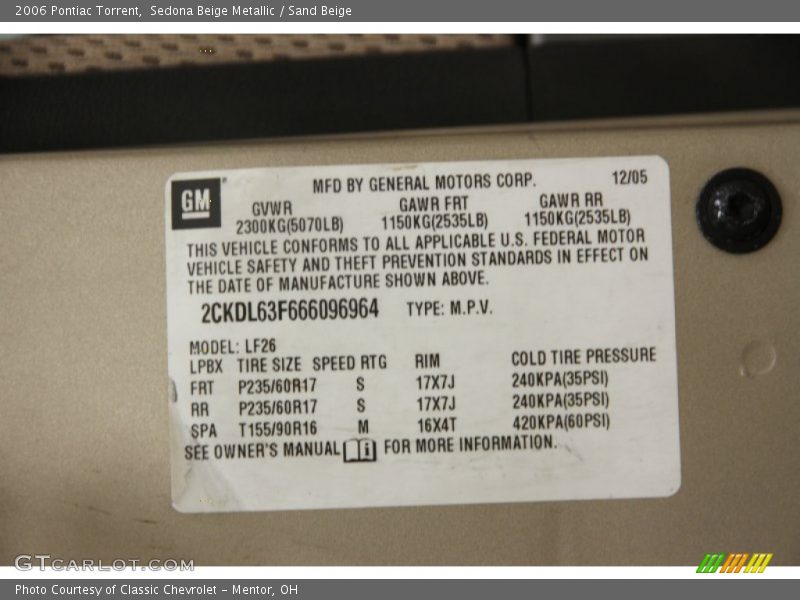 2006 Pontiac Torrent, Sedona Beige Metallic / Sand Beige
GM
MFD BY GENERAL MOTORS CORP. 12/05
GVWR GAWR FRT GAWR RR
2300KG(5070LB) 1150KG(2535LB) 1150KG(2535LB)
THIS VEHICLE CONFORMS TO ALL APPLICABLE U.S. FEDERAL MOTOR
VEHICLE SAFETY AND THEFT PREVENTION STANDARDS IN EFFECT ON
THE DATE OF MANUFACTURE SHOWN ABOVE.
2CKDL63F666096964 TYPE: M.P.V.
MODEL: LF26
LPBX TIRE SIZE SPEED RTG RIM COLD TIRE PRESSURE
FRT P235/60R17 S 17X7J 240KPA(35PSI)
RR P235/60R17 S 17X7J 240KPA(35PSI)
SPA T155/90R16 M 16X4T 420KPA(60PSI)
SEE OWNER'S MANUAL i FOR MORE INFORMATION.
GTCARLOT.COM
Photo Courtesy of Classic Chevrolet - Mentor, OH